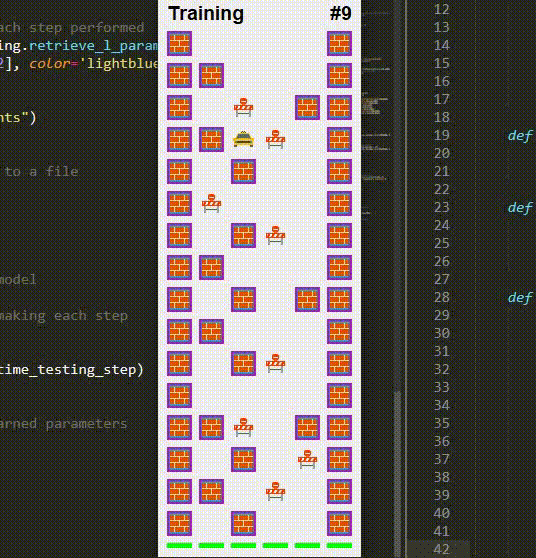 Training #9
each step performed
ing.retrieve_l_param
2], color='lightblue
nts")
to a file
model
making each step
time_testing_step)
arned parameters
12
13
14
15
16
17
18
19 def
20
21
22
23 def
24
25
26
27
28 def
29
30
31
32
33
34
35
36
37
38
39
40
41
42